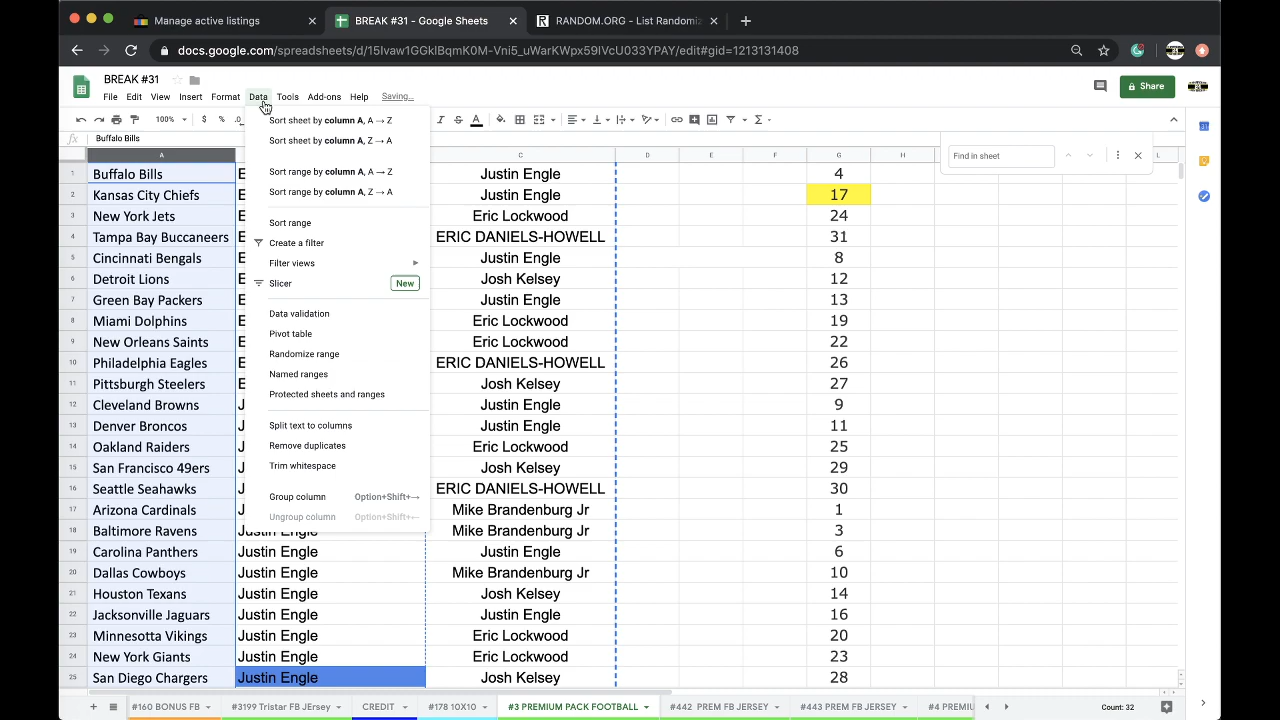 Manage active listings
BREAK #31 - Google Sheets
RANDOM.ORG - List Randomiz
docs.google.com/spreadsheets/d/15Ivaw1GGklBqmK0M-Vni5_uWarKWpx59IVcU033YPAY/edit#gid=1213131408
BREAK #31
File Edit View Insert Format Data Tools Add-ons Help Saving…
Share
100% $ % .0
fx Buffalo Bills
Find in sheet
A C D E F G H L
1 Buffalo Bills E Justin Engle 4
2 Kansas City Chiefs E Justin Engle 17
3 New York Jets E Eric Lockwood 24
4 Tampa Bay Buccaneers E ERIC DANIELS-HOWELL 31
5 Cincinnati Bengals E Justin Engle 8
6 Detroit Lions E Josh Kelsey 12
7 Green Bay Packers E Justin Engle 13
8 Miami Dolphins E Eric Lockwood 19
9 New Orleans Saints E Eric Lockwood 22
10 Philadelphia Eagles E ERIC DANIELS-HOWELL 26
11 Pittsburgh Steelers E Josh Kelsey 27
12 Cleveland Browns J Justin Engle 9
13 Denver Broncos J Justin Engle 11
14 Oakland Raiders J Eric Lockwood 25
15 San Francisco 49ers J Josh Kelsey 29
16 Seattle Seahawks J ERIC DANIELS-HOWELL 30
17 Arizona Cardinals J Mike Brandenburg Jr 1
18 Baltimore Ravens Justin Engle Mike Brandenburg Jr 3
19 Carolina Panthers Justin Engle Justin Engle 6
20 Dallas Cowboys Justin Engle Mike Brandenburg Jr 10
21 Houston Texans Justin Engle Josh Kelsey 14
22 Jacksonville Jaguars Justin Engle Justin Engle 16
23 Minnesotta Vikings Justin Engle Eric Lockwood 20
24 New York Giants Justin Engle Eric Lockwood 23
25 San Diego Chargers Justin Engle Josh Kelsey 28
Sort sheet by column A, A → Z
Sort sheet by column A, Z → A
Sort range by column A, A → Z
Sort range by column A, Z → A
Sort range
Create a filter
Filter views
Slicer New
Data validation
Pivot table
Randomize range
Named ranges
Protected sheets and ranges
Split text to columns
Remove duplicates
Trim whitespace
Group column Option+Shift+→
Ungroup column Option+Shift+←
#160 BONUS FB #3199 Tristar FB JErsey CREDIT #178 10X10 #3 PREMIUM PACK FOOTBALL #442 PREM FB JERSEY #443 PREM FB JERSEY #4 PREMIU Count: 32